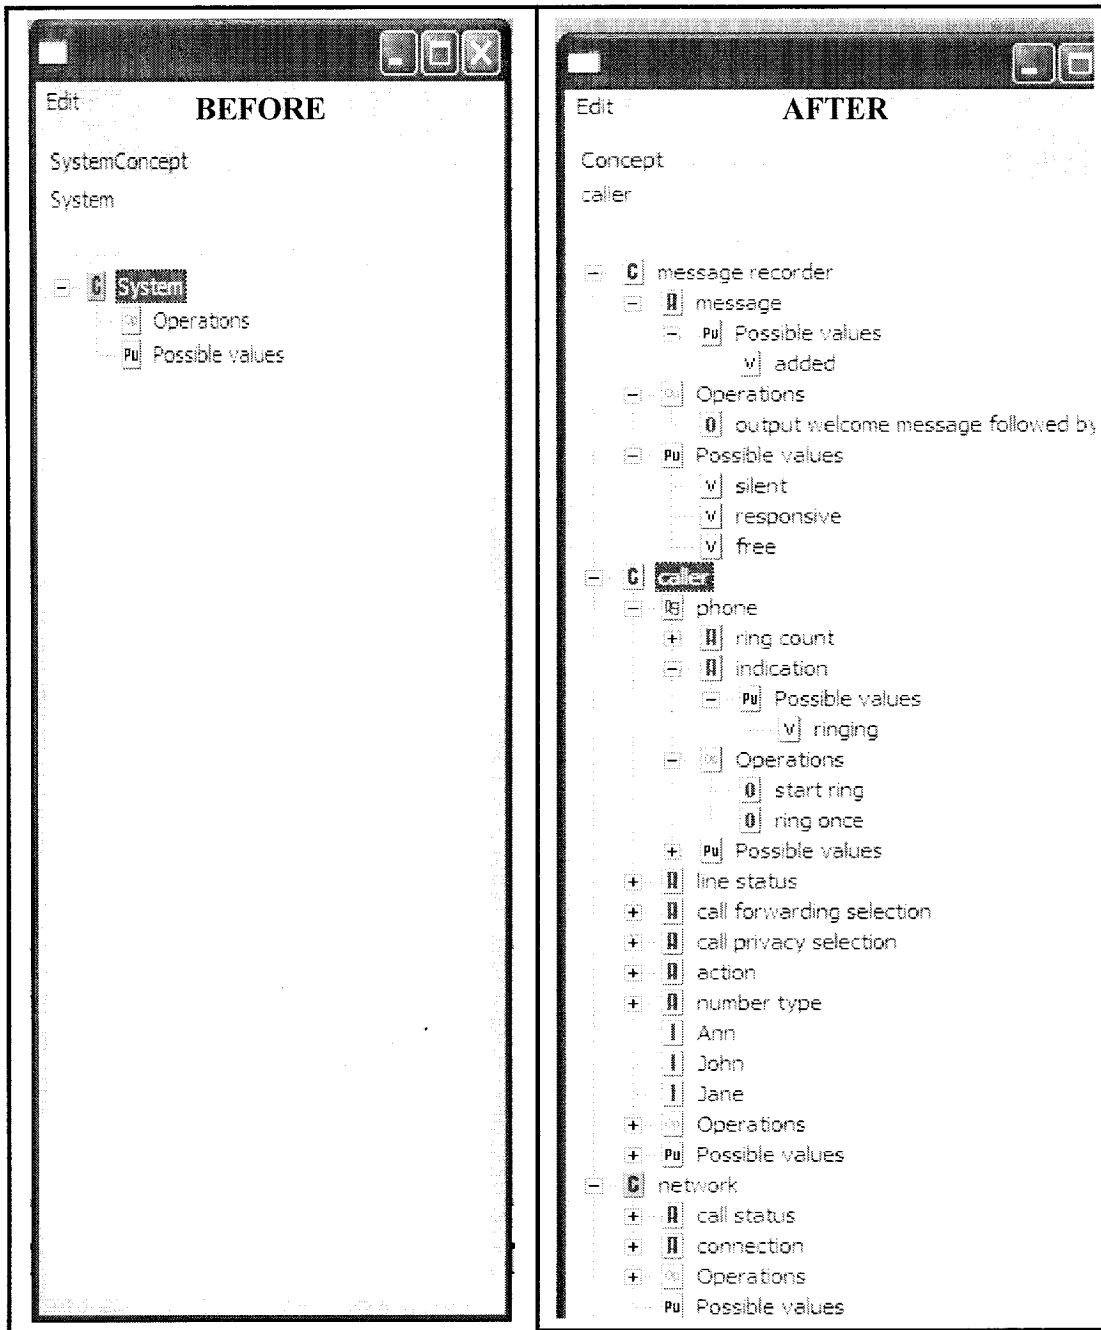 Edit
BEFORE
SystemConcept
System
C System
Operations
Pu Possible values
Edit
AFTER
Concept
caller
C message recorder
A message
Pu Possible values
V added
Operations
O output welcome message followed by
Pu Possible values
V silent
V responsive
V free
C caller
phone
A ring count
A indication
Pu Possible values
V ringing
Operations
O start ring
O ring once
Pu Possible values
A line status
A call forwarding selection
A call privacy selection
A action
A number type
I Ann
I John
I Jane
Operations
Pu Possible values
C network
A call status
A connection
Operations
Pu Possible values